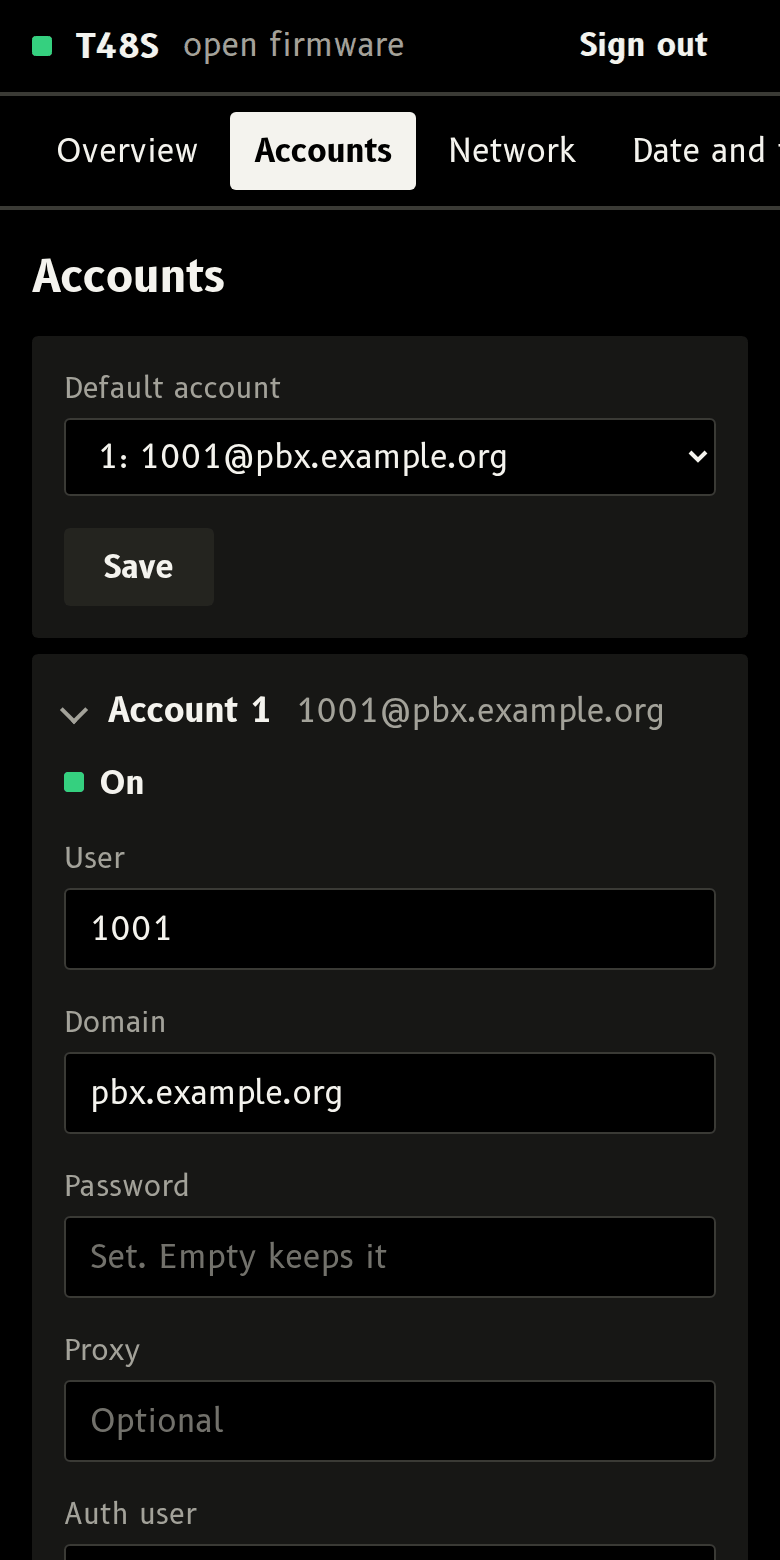 T48S open firmware Sign out
Overview Accounts Network Date and
Accounts
Default account
1: 1001@pbx.example.org
Save
Account 1 1001@pbx.example.org
On
User
1001
Domain
pbx.example.org
Password
Set. Empty keeps it
Proxy
Optional
Auth user